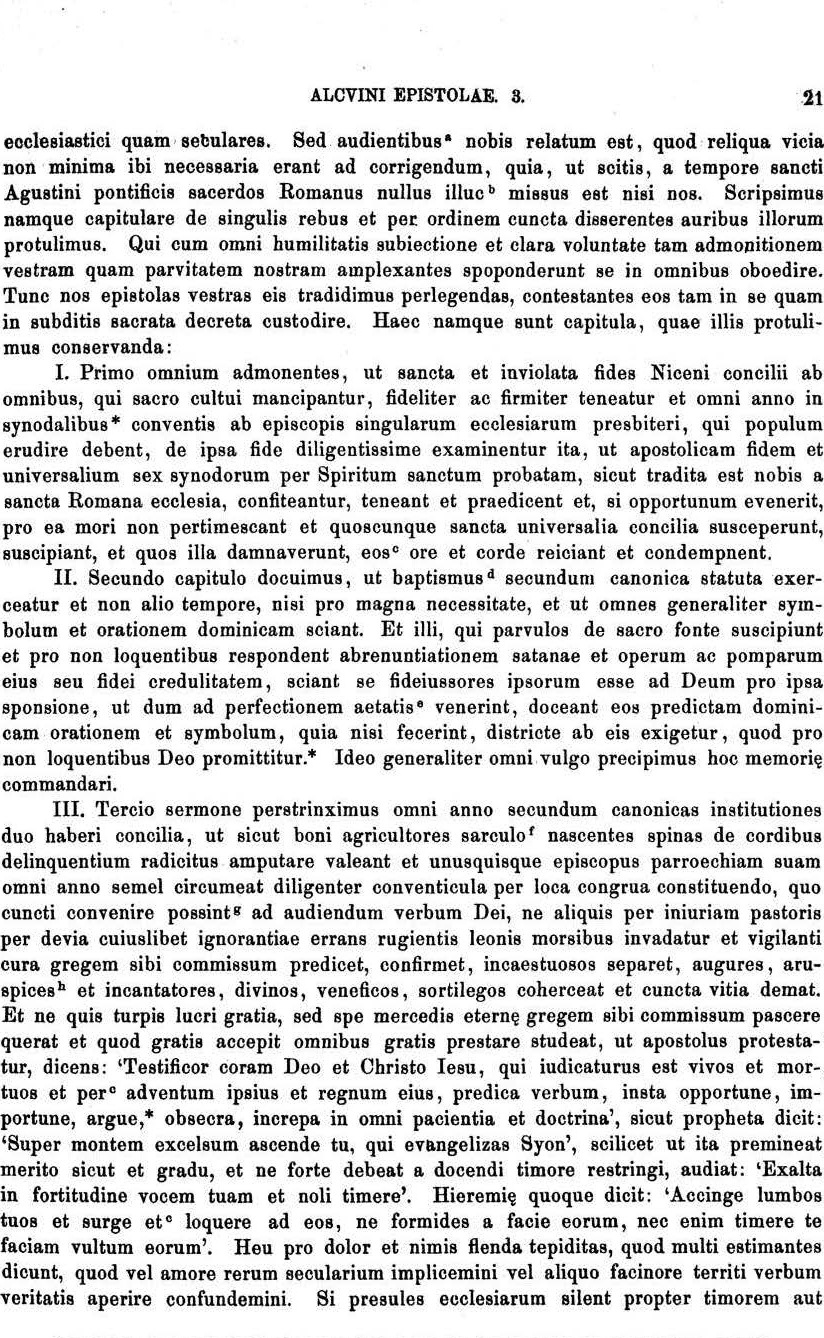 ALCVINI EPISTOLAE. 3. 21
ecclesiastici quam seculares. Sed audientibusᵃ nobis relatum est, quod reliqua vicia
non minima ibi necessaria erant ad corrigendum, quia, ut scitis, a tempore sancti
Agustini pontificis sacerdos Romanus nullus illucᵇ missus est nisi nos. Scripsimus
namque capitulare de singulis rebus et per ordinem cuncta disserentes auribus illorum
protulimus. Qui cum omni humilitatis subiectione et clara voluntate tam admonitionem
vestram quam parvitatem nostram amplexantes spoponderunt se in omnibus oboedire.
Tunc nos epistolas vestras eis tradidimus perlegendas, contestantes eos tam in se quam
in subditis sacrata decreta custodire. Haec namque sunt capitula, quae illis protuli-
mus conservanda:
I. Primo omnium admonentes, ut sancta et inviolata fides Niceni concilii ab
omnibus, qui sacro cultui mancipantur, fideliter ac firmiter teneatur et omni anno in
synodalibus* conventis ab episcopis singularum ecclesiarum presbiteri, qui populum
erudire debent, de ipsa fide diligentissime examinentur ita, ut apostolicam fidem et
universalium sex synodorum per Spiritum sanctum probatam, sicut tradita est nobis a
sancta Romana ecclesia, confiteantur, teneant et praedicent et, si opportunum evenerit,
pro ea mori non pertimescant et quoscunque sancta universalia concilia susceperunt,
suscipiant, et quos illa damnaverunt, eosᶜ ore et corde reiciant et condempnent.
II. Secundo capitulo docuimus, ut baptismusᵈ secundum canonica statuta exer-
ceatur et non alio tempore, nisi pro magna necessitate, et ut omnes generaliter sym-
bolum et orationem dominicam sciant. Et illi, qui parvulos de sacro fonte suscipiunt
et pro non loquentibus respondent abrenuntiationem satanae et operum ac pomparum
eius seu fidei credulitatem, sciant se fideiussores ipsorum esse ad Deum pro ipsa
sponsione, ut dum ad perfectionem aetatisᵉ venerint, doceant eos predictam domini-
cam orationem et symbolum, quia nisi fecerint, districte ab eis exigetur, quod pro
non loquentibus Deo promittitur.* Ideo generaliter omni vulgo precipimus hoc memorię
commandari.
III. Tercio sermone perstrinximus omni anno secundum canonicas institutiones
duo haberi concilia, ut sicut boni agricultores sarculoᶠ nascentes spinas de cordibus
delinquentium radicitus amputare valeant et unusquisque episcopus parroechiam suam
omni anno semel circumeat diligenter conventicula per loca congrua constituendo, quo
cuncti convenire possintᵍ ad audiendum verbum Dei, ne aliquis per iniuriam pastoris
per devia cuiuslibet ignorantiae errans rugientis leonis morsibus invadatur et vigilanti
cura gregem sibi commissum predicet, confirmet, incaestuosos separet, augures, aru-
spicesʰ et incantatores, divinos, veneficos, sortilegos coherceat et cuncta vitia demat.
Et ne quis turpis lucri gratia, sed spe mercedis eternę gregem sibi commissum pascere
querat et quod gratis accepit omnibus gratis prestare studeat, ut apostolus protesta-
tur, dicens: ‘Testificor coram Deo et Christo Iesu, qui iudicaturus est vivos et mor-
tuos et perᶜ adventum ipsius et regnum eius, predica verbum, insta opportune, im-
portune, argue,* obsecra, increpa in omni pacientia et doctrina’, sicut propheta dicit:
‘Super montem excelsum ascende tu, qui evangelizas Syon’, scilicet ut ita premineat
merito sicut et gradu, et ne forte debeat a docendi timore restringi, audiat: ‘Exalta
in fortitudine vocem tuam et noli timere’. Hieremię quoque dicit: ‘Accinge lumbos
tuos et surge etᶜ loquere ad eos, ne formides a facie eorum, nec enim timere te
faciam vultum eorum’. Heu pro dolor et nimis flenda tepiditas, quod multi estimantes
dicunt, quod vel amore rerum secularium implicemini vel aliquo facinore territi verbum
veritatis aperire confundemini. Si presules ecclesiarum silent propter timorem aut